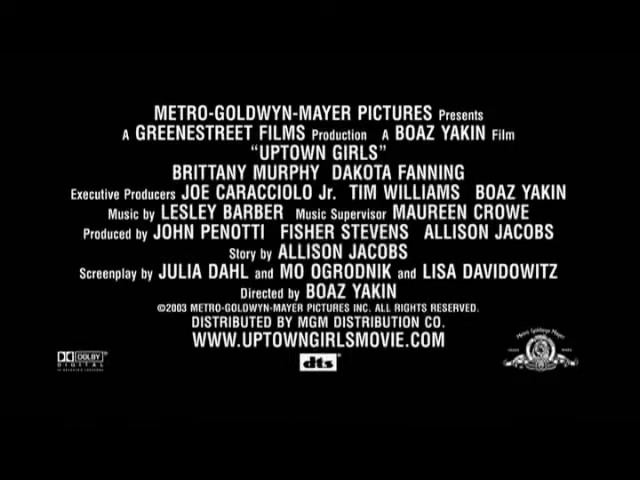 METRO-GOLDWYN-MAYER PICTURES Presents
A GREENESTREET FILMS Production A BOAZ YAKIN Film
"UPTOWN GIRLS"
BRITTANY MURPHY DAKOTA FANNING
Executive Producers JOE CARACCIOLO Jr. TIM WILLIAMS BOAZ YAKIN
Music by LESLEY BARBER Music Supervisor MAUREEN CROWE
Produced by JOHN PENOTTI FISHER STEVENS ALLISON JACOBS
Story by ALLISON JACOBS
Screenplay by JULIA DAHL and MO OGRODNIK and LISA DAVIDOWITZ
Directed by BOAZ YAKIN
©2003 METRO-GOLDWYN-MAYER PICTURES INC. ALL RIGHTS RESERVED.
DISTRIBUTED BY MGM DISTRIBUTION CO.
WWW.UPTOWNGIRLSMOVIE.COM
DOLBY
DIGITAL
dts
Metro Goldwyn Mayer